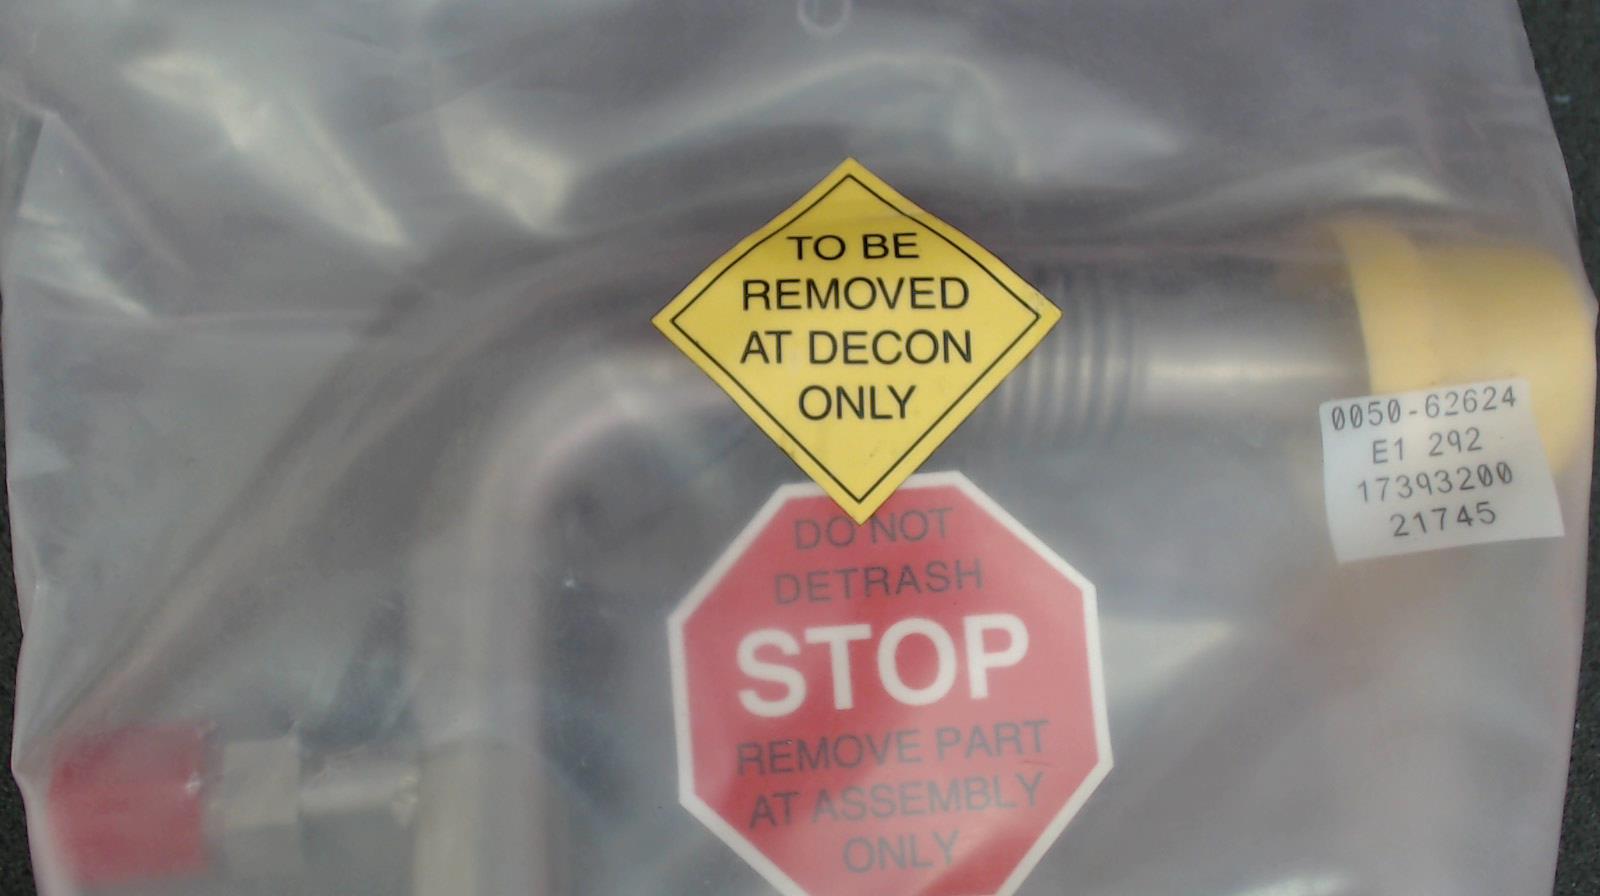 TO BE
REMOVED
AT DECON
ONLY
0050-62624
E1 292
17393200
21745
DO NOT
DETRASH
STOP
REMOVE PART
AT ASSEMBLY
ONLY